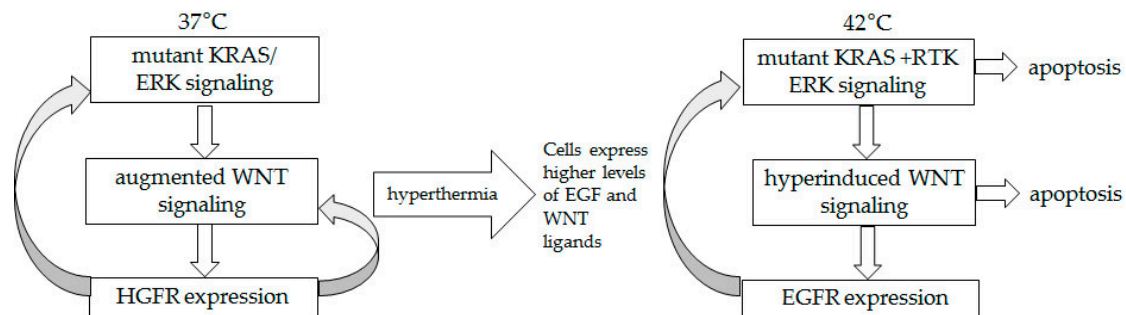 37°C
mutant KRAS/
ERK signaling
augmented WNT
signaling
HGFR expression
hyperthermia
Cells express
higher levels
of EGF and
WNT
ligands
42°C
mutant KRAS +RTK
ERK signaling
apoptosis
hyperinduced WNT
signaling
apoptosis
EGFR expression